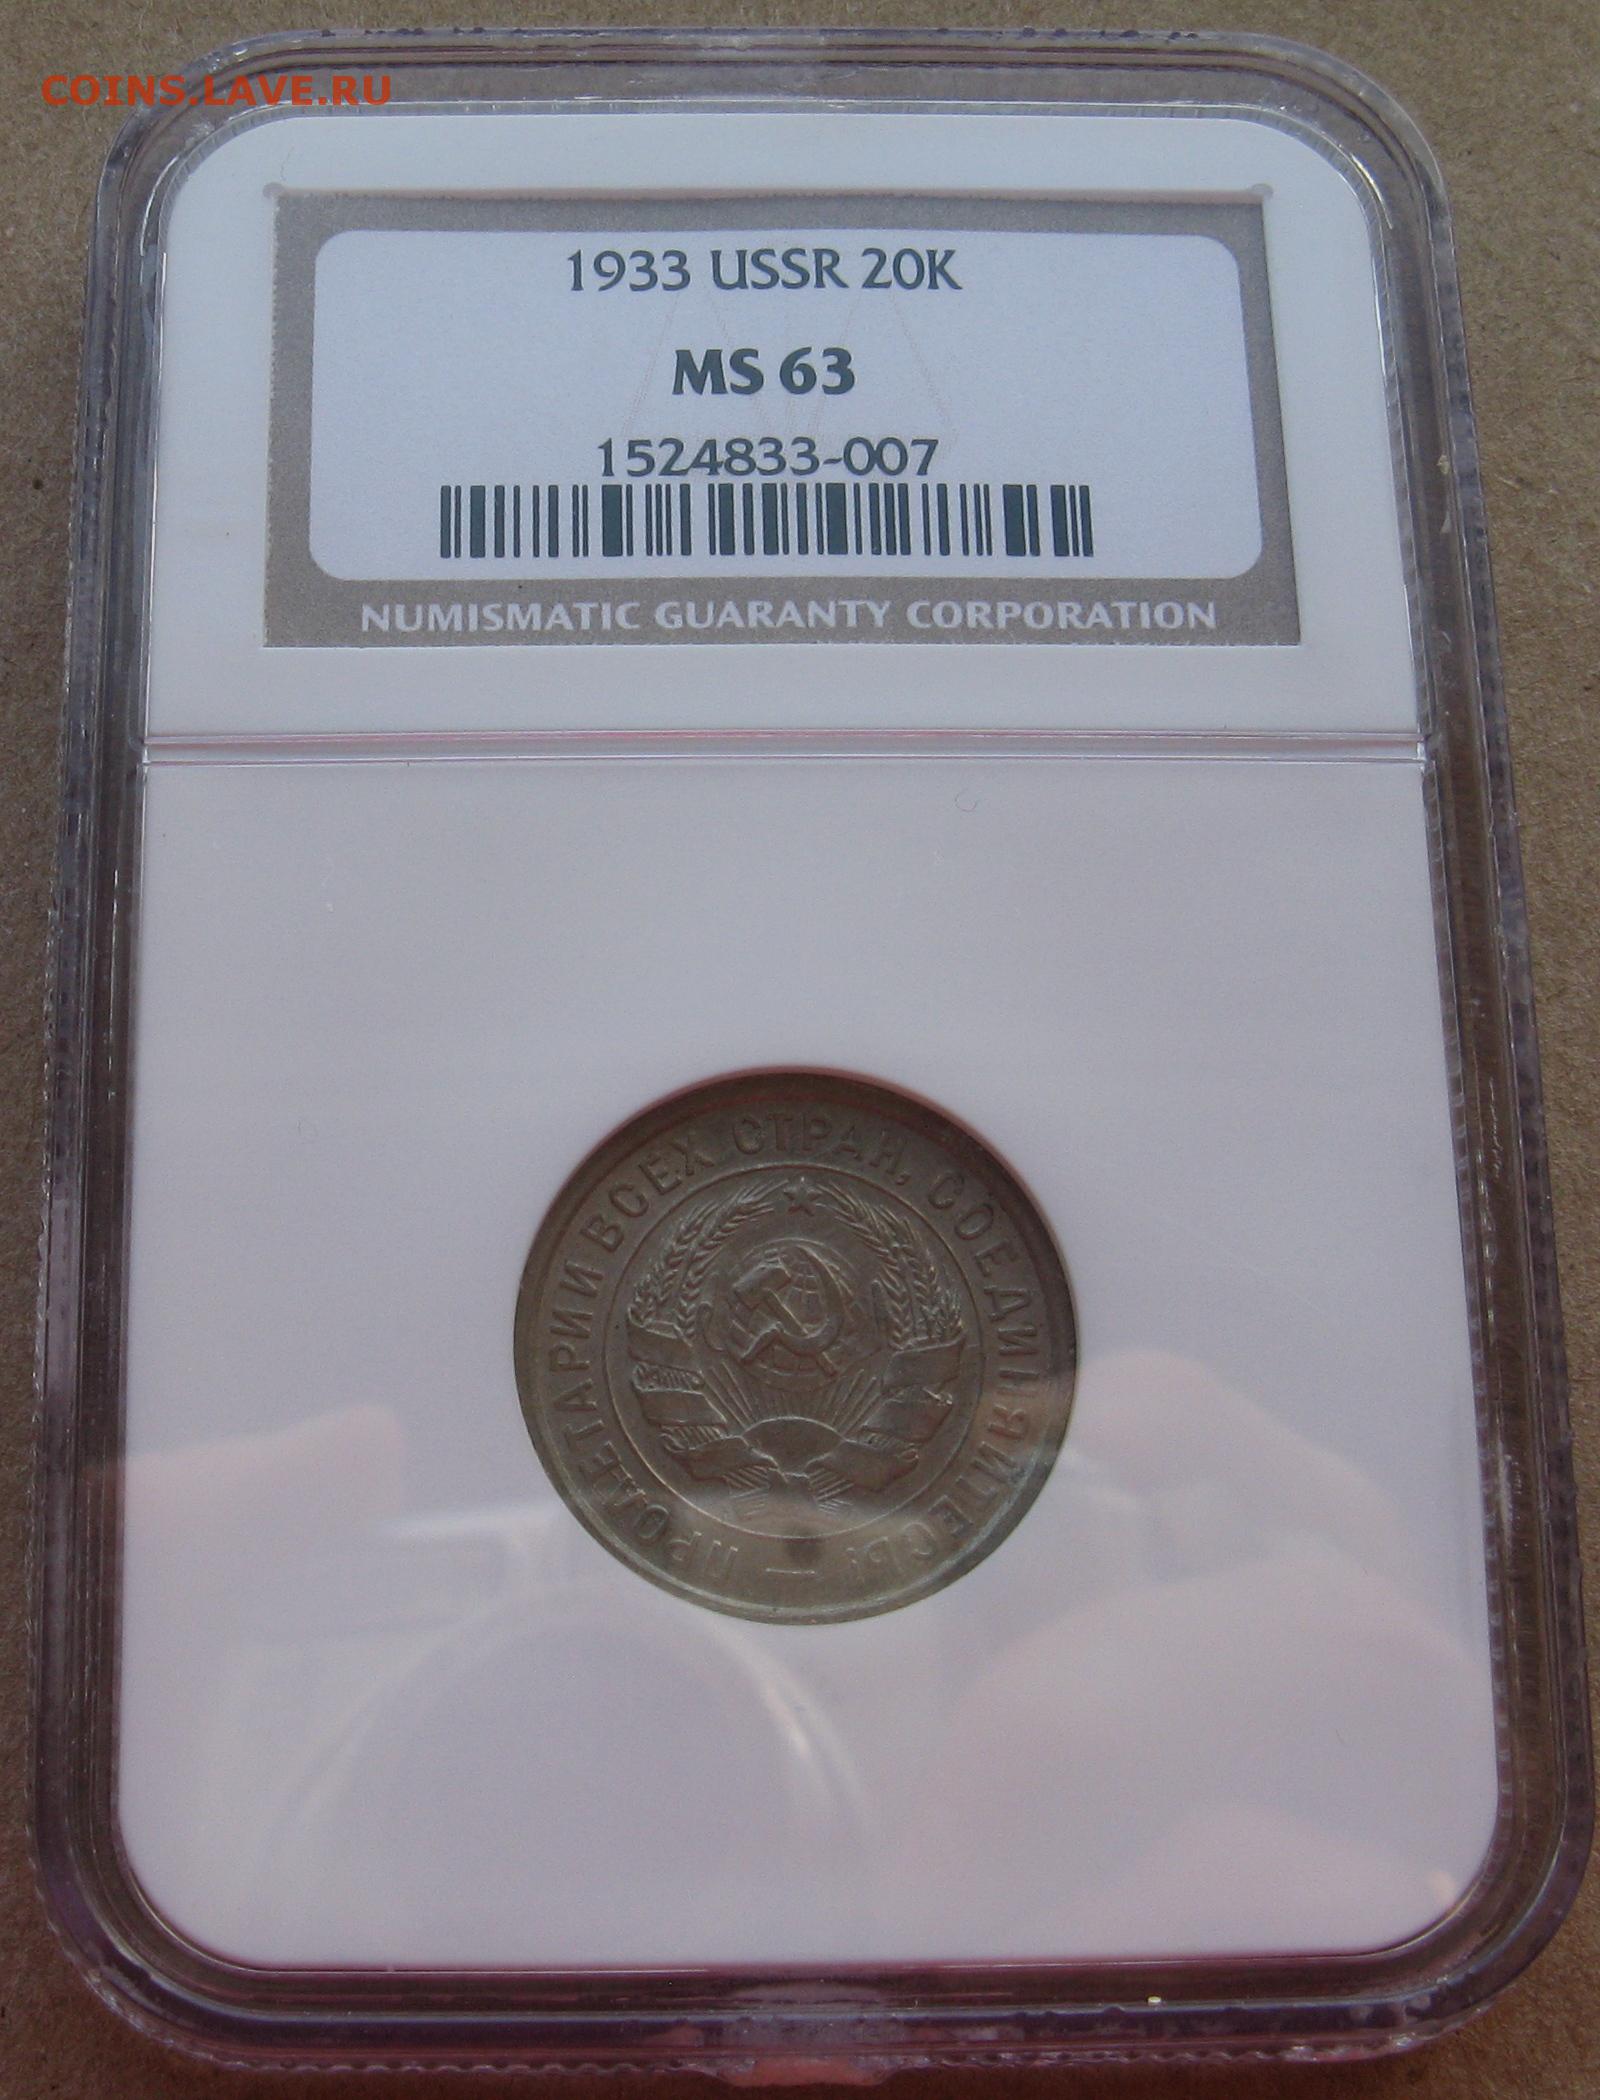 COINS.LAVE.RU
1933 USSR 20K
MS 63
1524833-007
NUMISMATIC GUARANTY CORPORATION
ПРОЛЕТАРИИ ВСЕХ СТРАН, СОЕДИНЯЙТЕСЬ! —